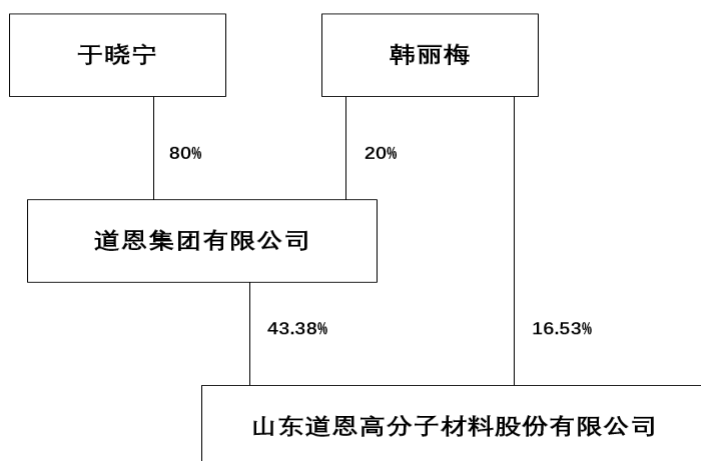 于晓宁
韩丽梅
80%
20%
道恩集团有限公司
43.38%
16.53%
山东道恩高分子材料股份有限公司